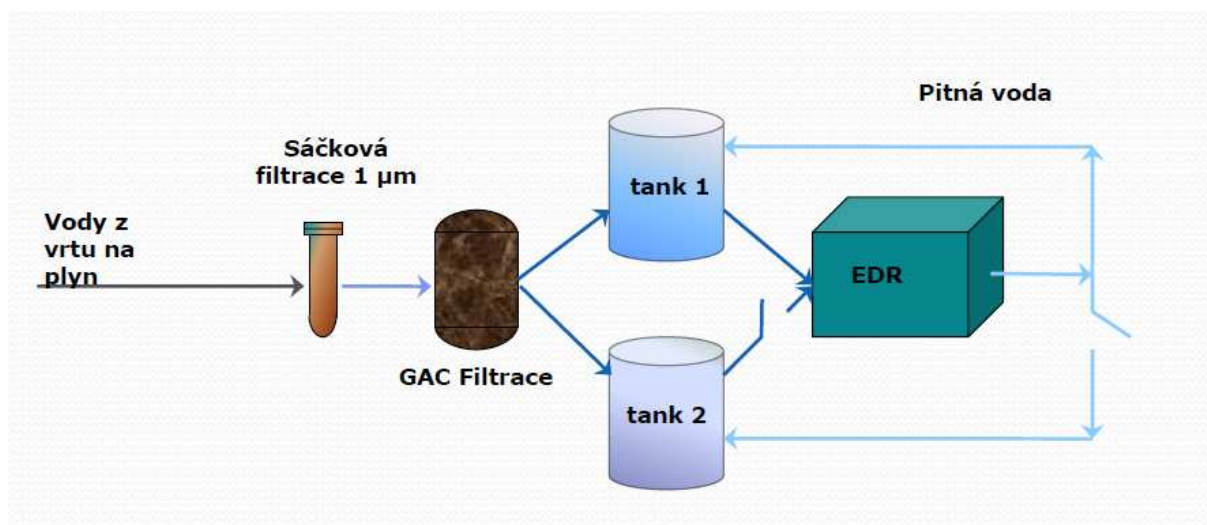 Pitná voda
Sáčková
filtrace 1 µm
tank 1
Vody z
vrtu na
plyn
EDR
GAC Filtrace
tank 2